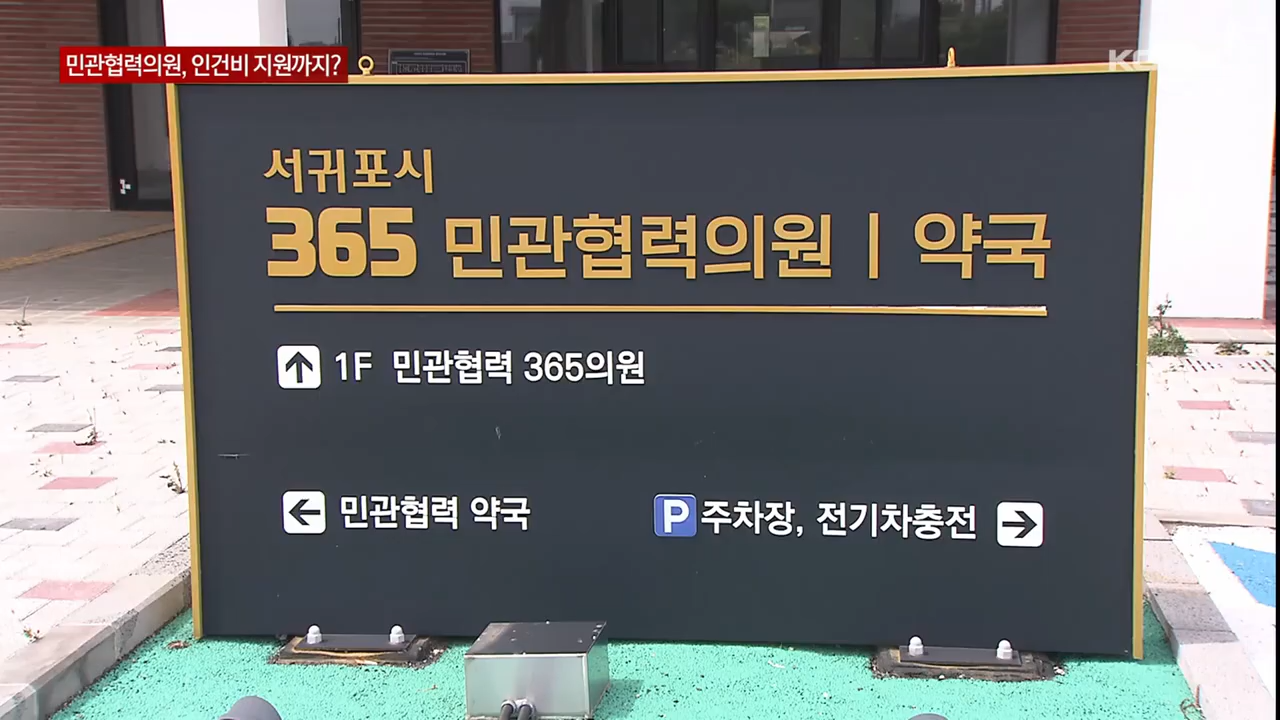 민관협력의원, 인건비 지원까지?
서귀포시
365 민관협력의원 | 약국
1F 민관협력 365의원
민관협력 약국
P 주차장, 전기차충전